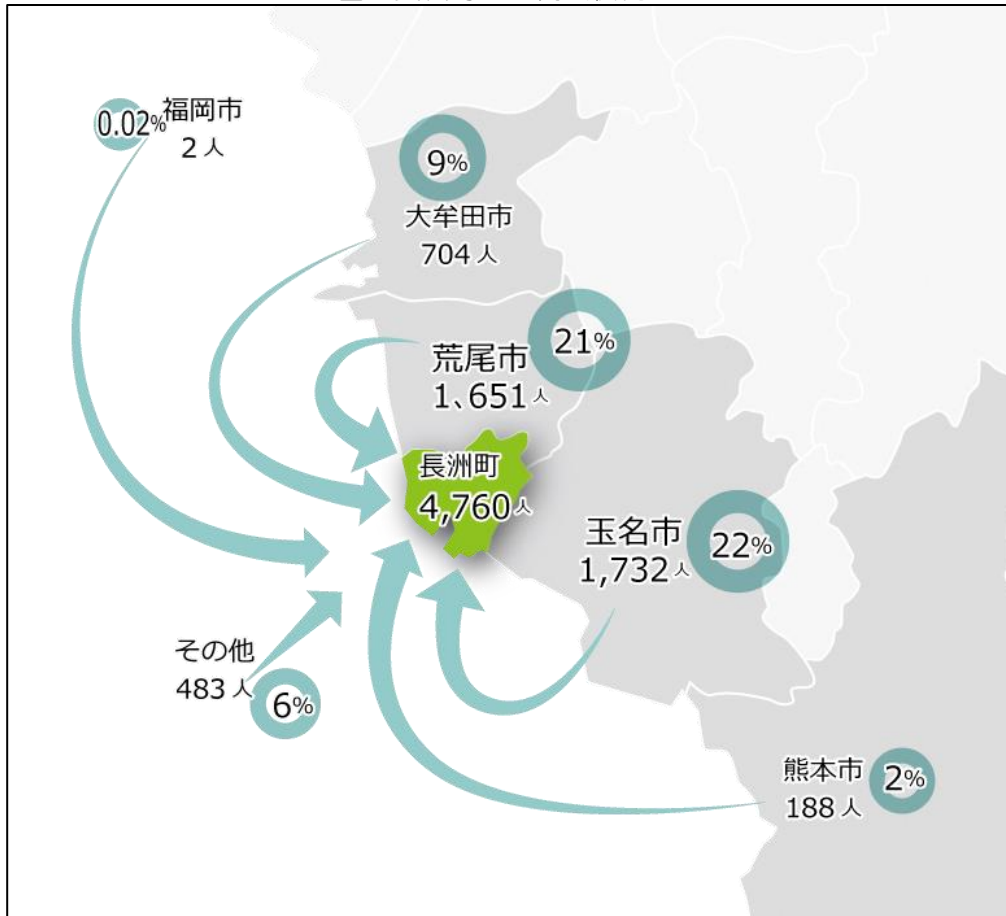 0.02%
福岡市
2人
9%
大牟田市
704人
21%
荒尾市
1、651人
長洲町
4,760人
玉名市
1,732人
22%
その他
483人
6%
熊本市
188人
2%